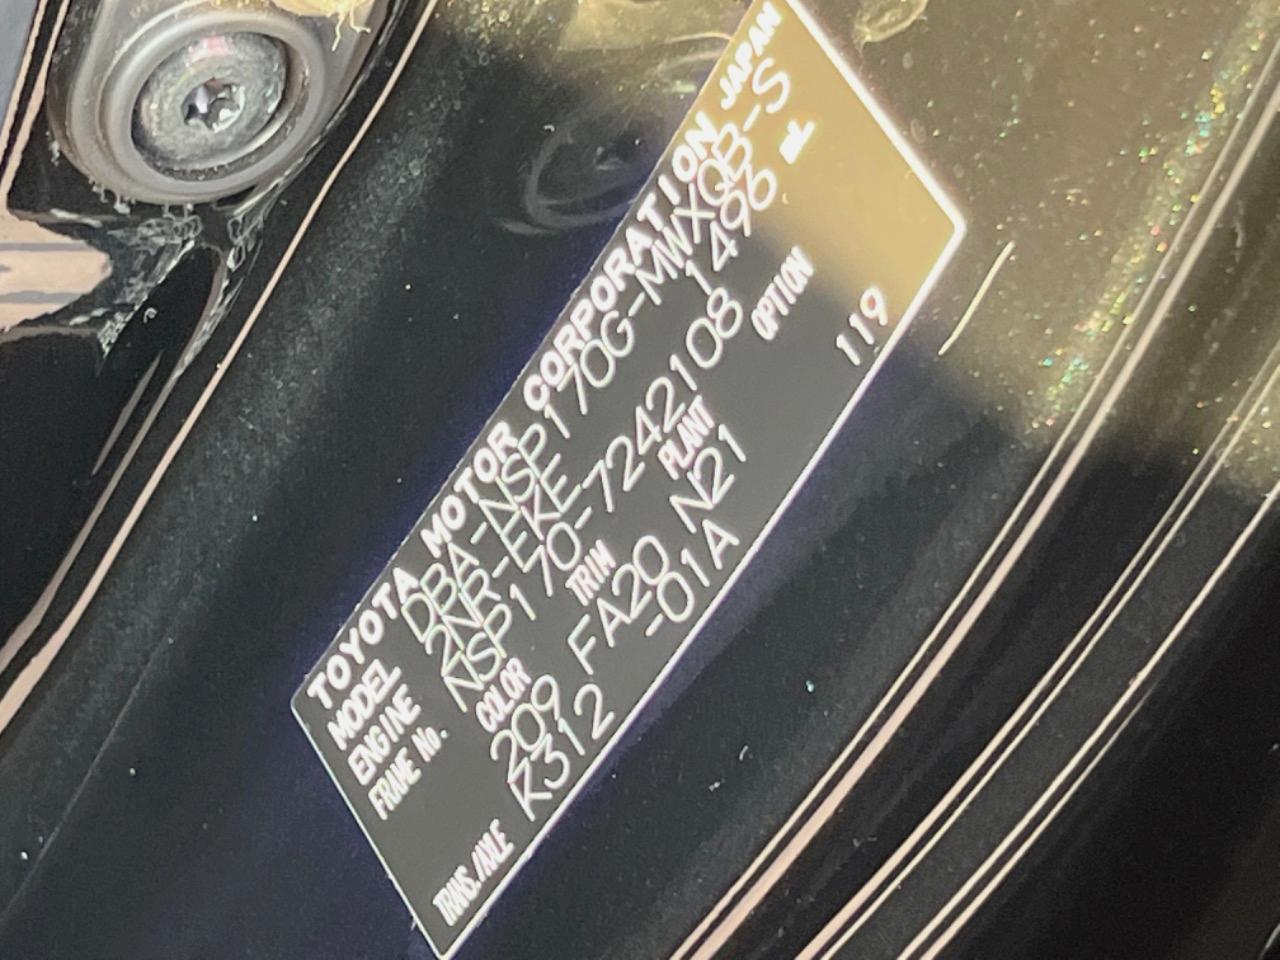 TOYOTA MOTOR CORPORATION JAPAN
MODEL DBA-NSP170G-MWXQB-S
ENGINE 2NR-FKE 1496 mL
FRAME No. NSP170-7242108
COLOR TRIM PLANT OPTION
209 FA20 N21 119
TRANS./AXLE K312 -01A